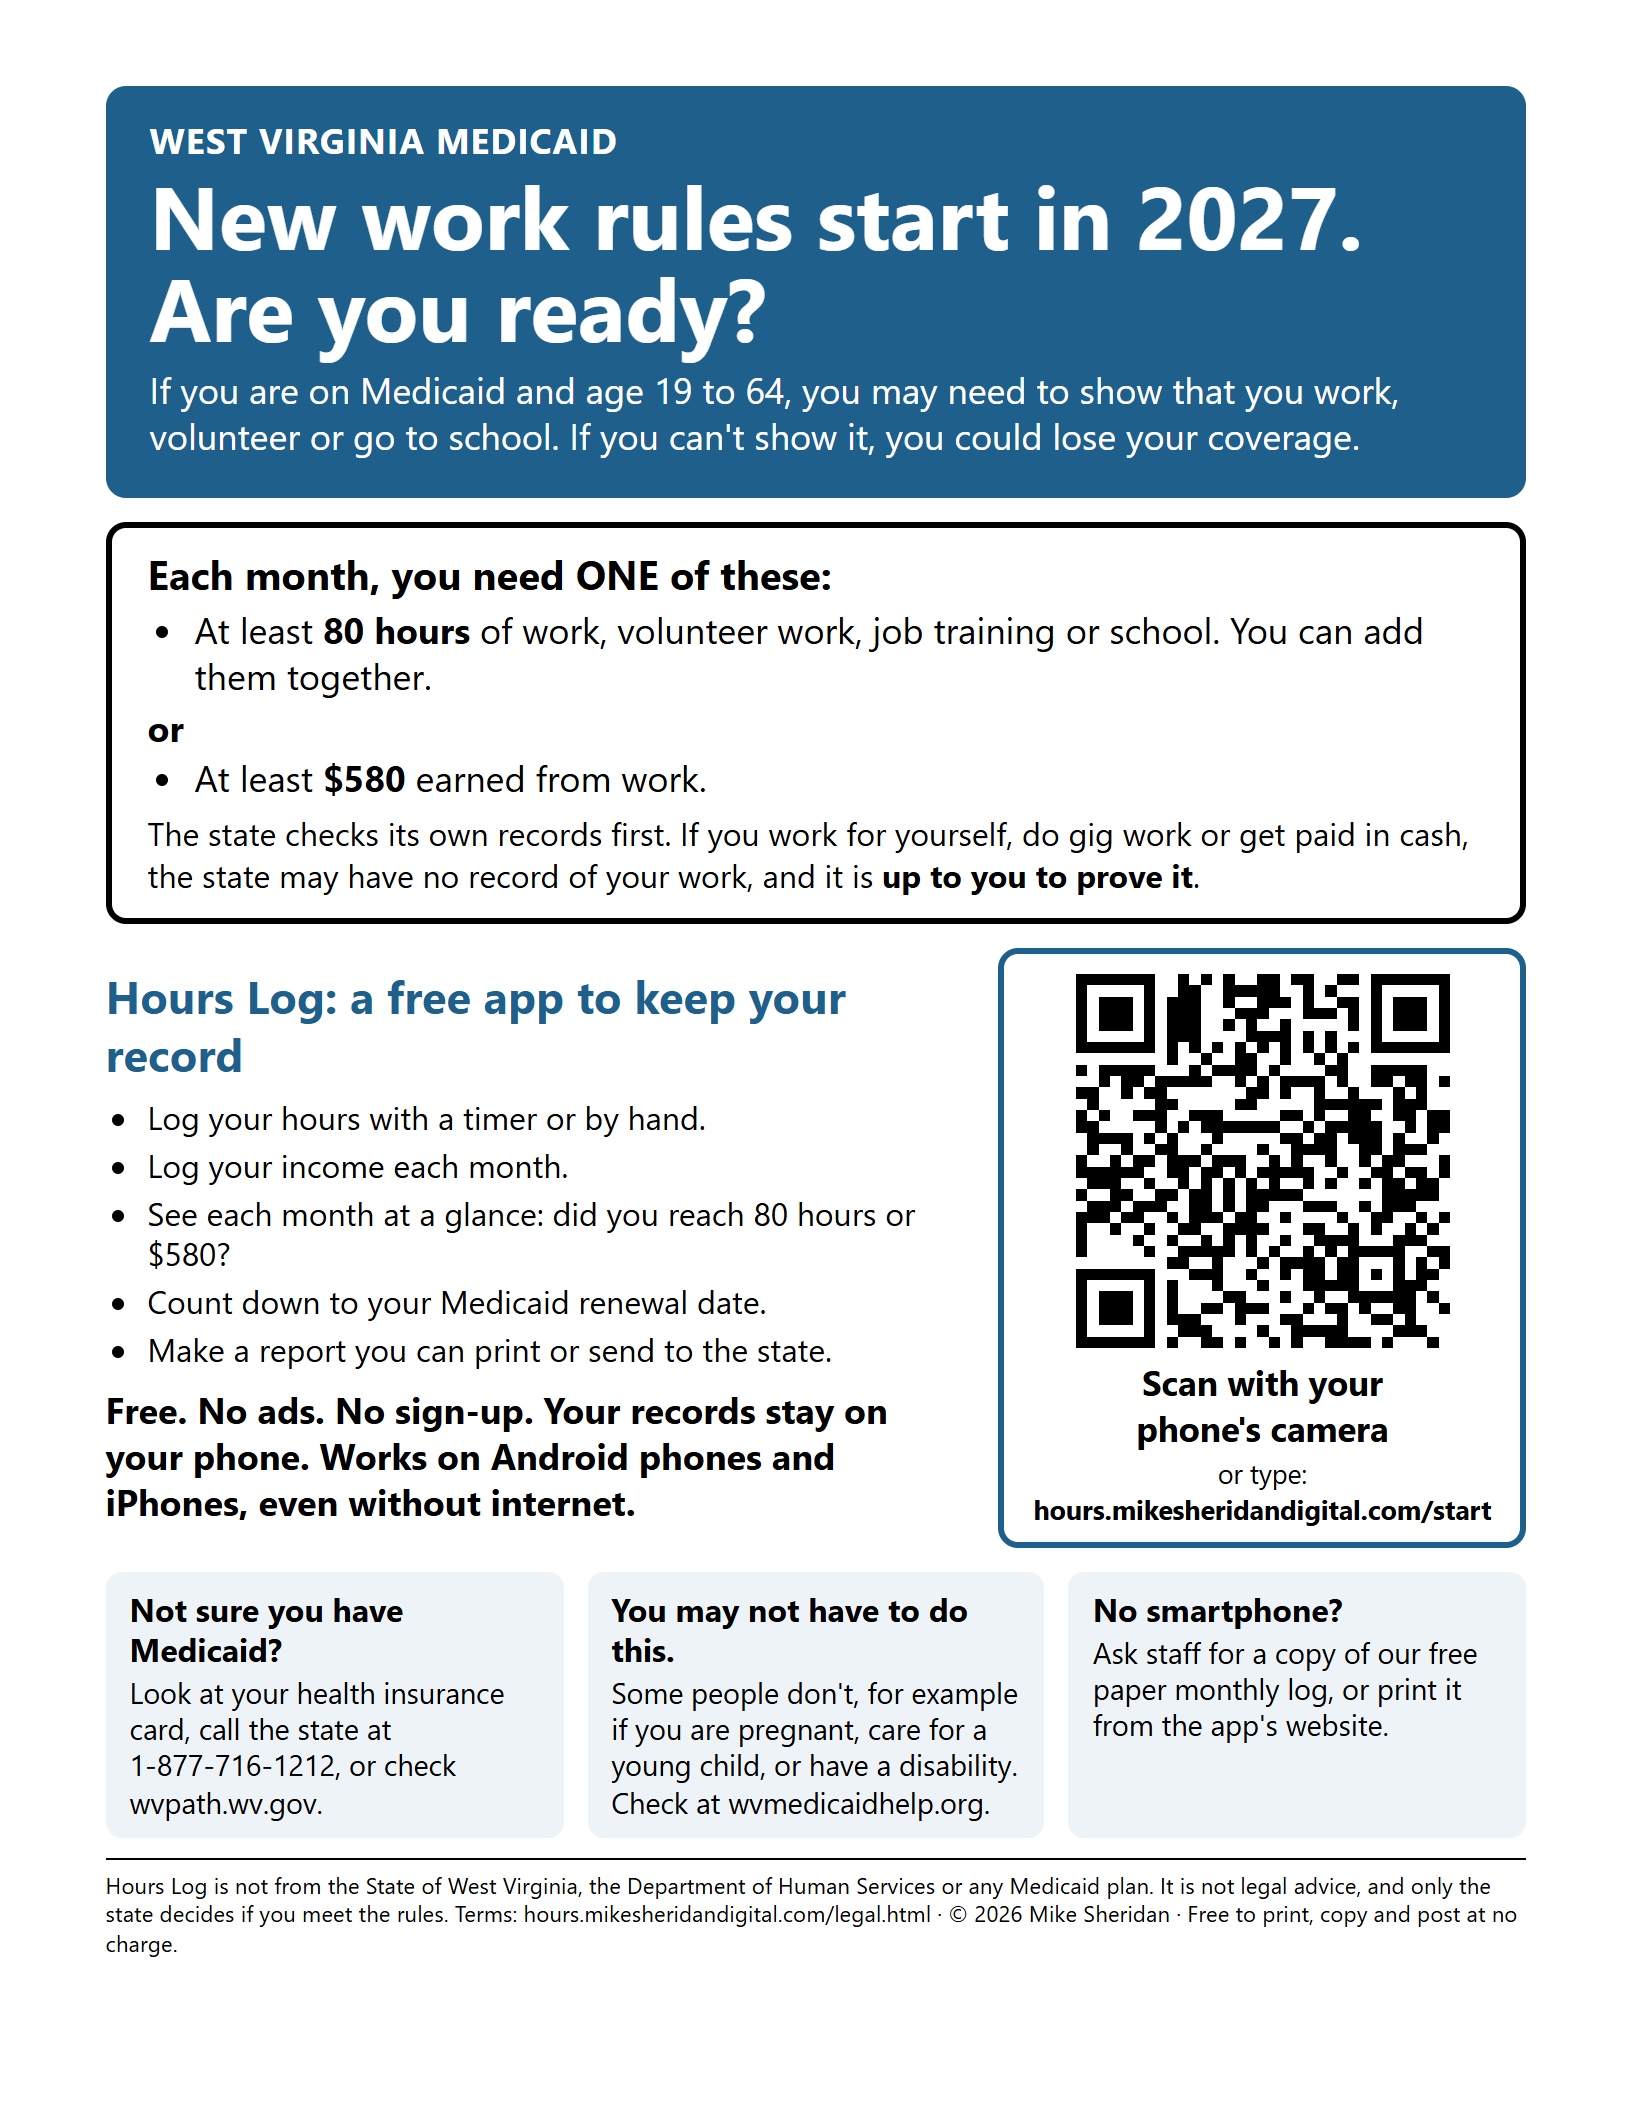 WEST VIRGINIA MEDICAID
New work rules start in 2027.
Are you ready?
If you are on Medicaid and age 19 to 64, you may need to show that you work,
volunteer or go to school. If you can't show it, you could lose your coverage.
Each month, you need ONE of these:
• At least 80 hours of work, volunteer work, job training or school. You can add
them together.
or
• At least $580 earned from work.
The state checks its own records first. If you work for yourself, do gig work or get paid in cash,
the state may have no record of your work, and it is up to you to prove it.
Hours Log: a free app to keep your
record
• Log your hours with a timer or by hand.
• Log your income each month.
• See each month at a glance: did you reach 80 hours or
$580?
• Count down to your Medicaid renewal date.
• Make a report you can print or send to the state.
Free. No ads. No sign-up. Your records stay on
your phone. Works on Android phones and
iPhones, even without internet.
Scan with your
phone's camera
or type:
hours.mikesheridandigital.com/start
Not sure you have
Medicaid?
Look at your health insurance
card, call the state at
1-877-716-1212, or check
wvpath.wv.gov.
You may not have to do
this.
Some people don't, for example
if you are pregnant, care for a
young child, or have a disability.
Check at wvmedicaidhelp.org.
No smartphone?
Ask staff for a copy of our free
paper monthly log, or print it
from the app's website.
Hours Log is not from the State of West Virginia, the Department of Human Services or any Medicaid plan. It is not legal advice, and only the
state decides if you meet the rules. Terms: hours.mikesheridandigital.com/legal.html · © 2026 Mike Sheridan · Free to print, copy and post at no
charge.